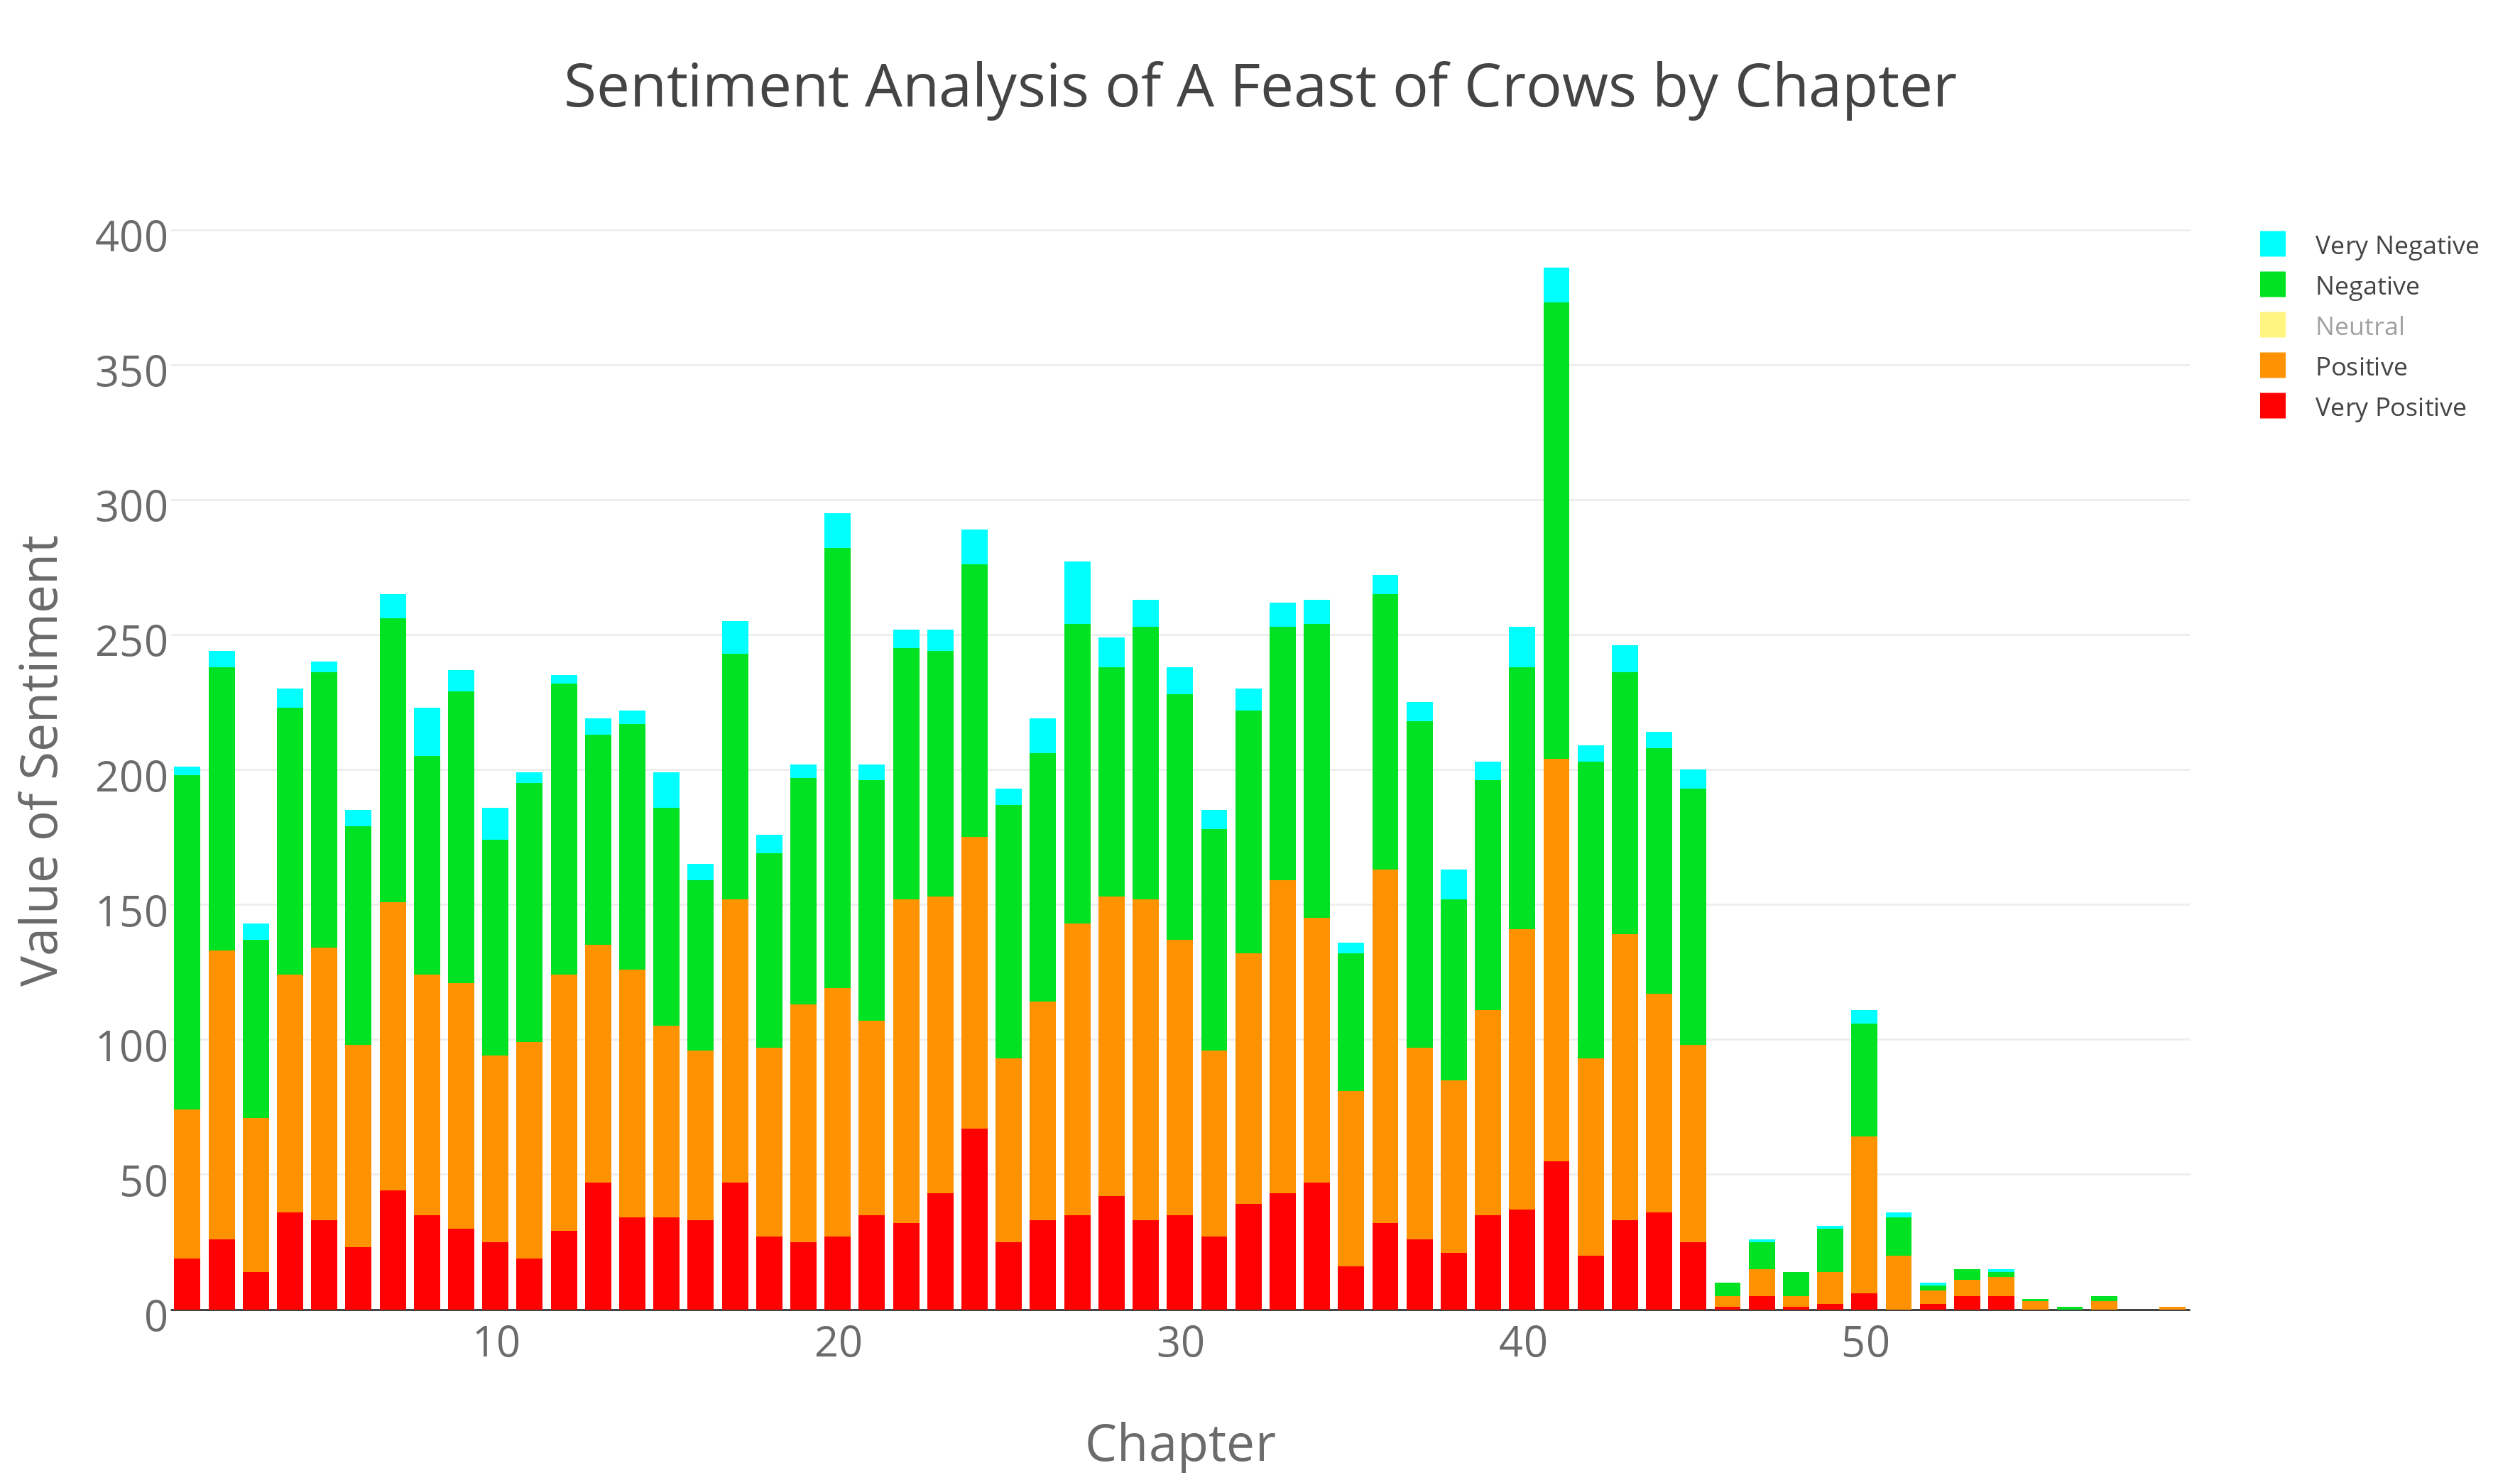 Sentiment Analysis of A Feast of Crows by Chapter
400
350
300
250
200
150
100
50
0
Value of Sentiment
10
20
30
40
50
Chapter
Very Negative
Negative
Neutral
Positive
Very Positive